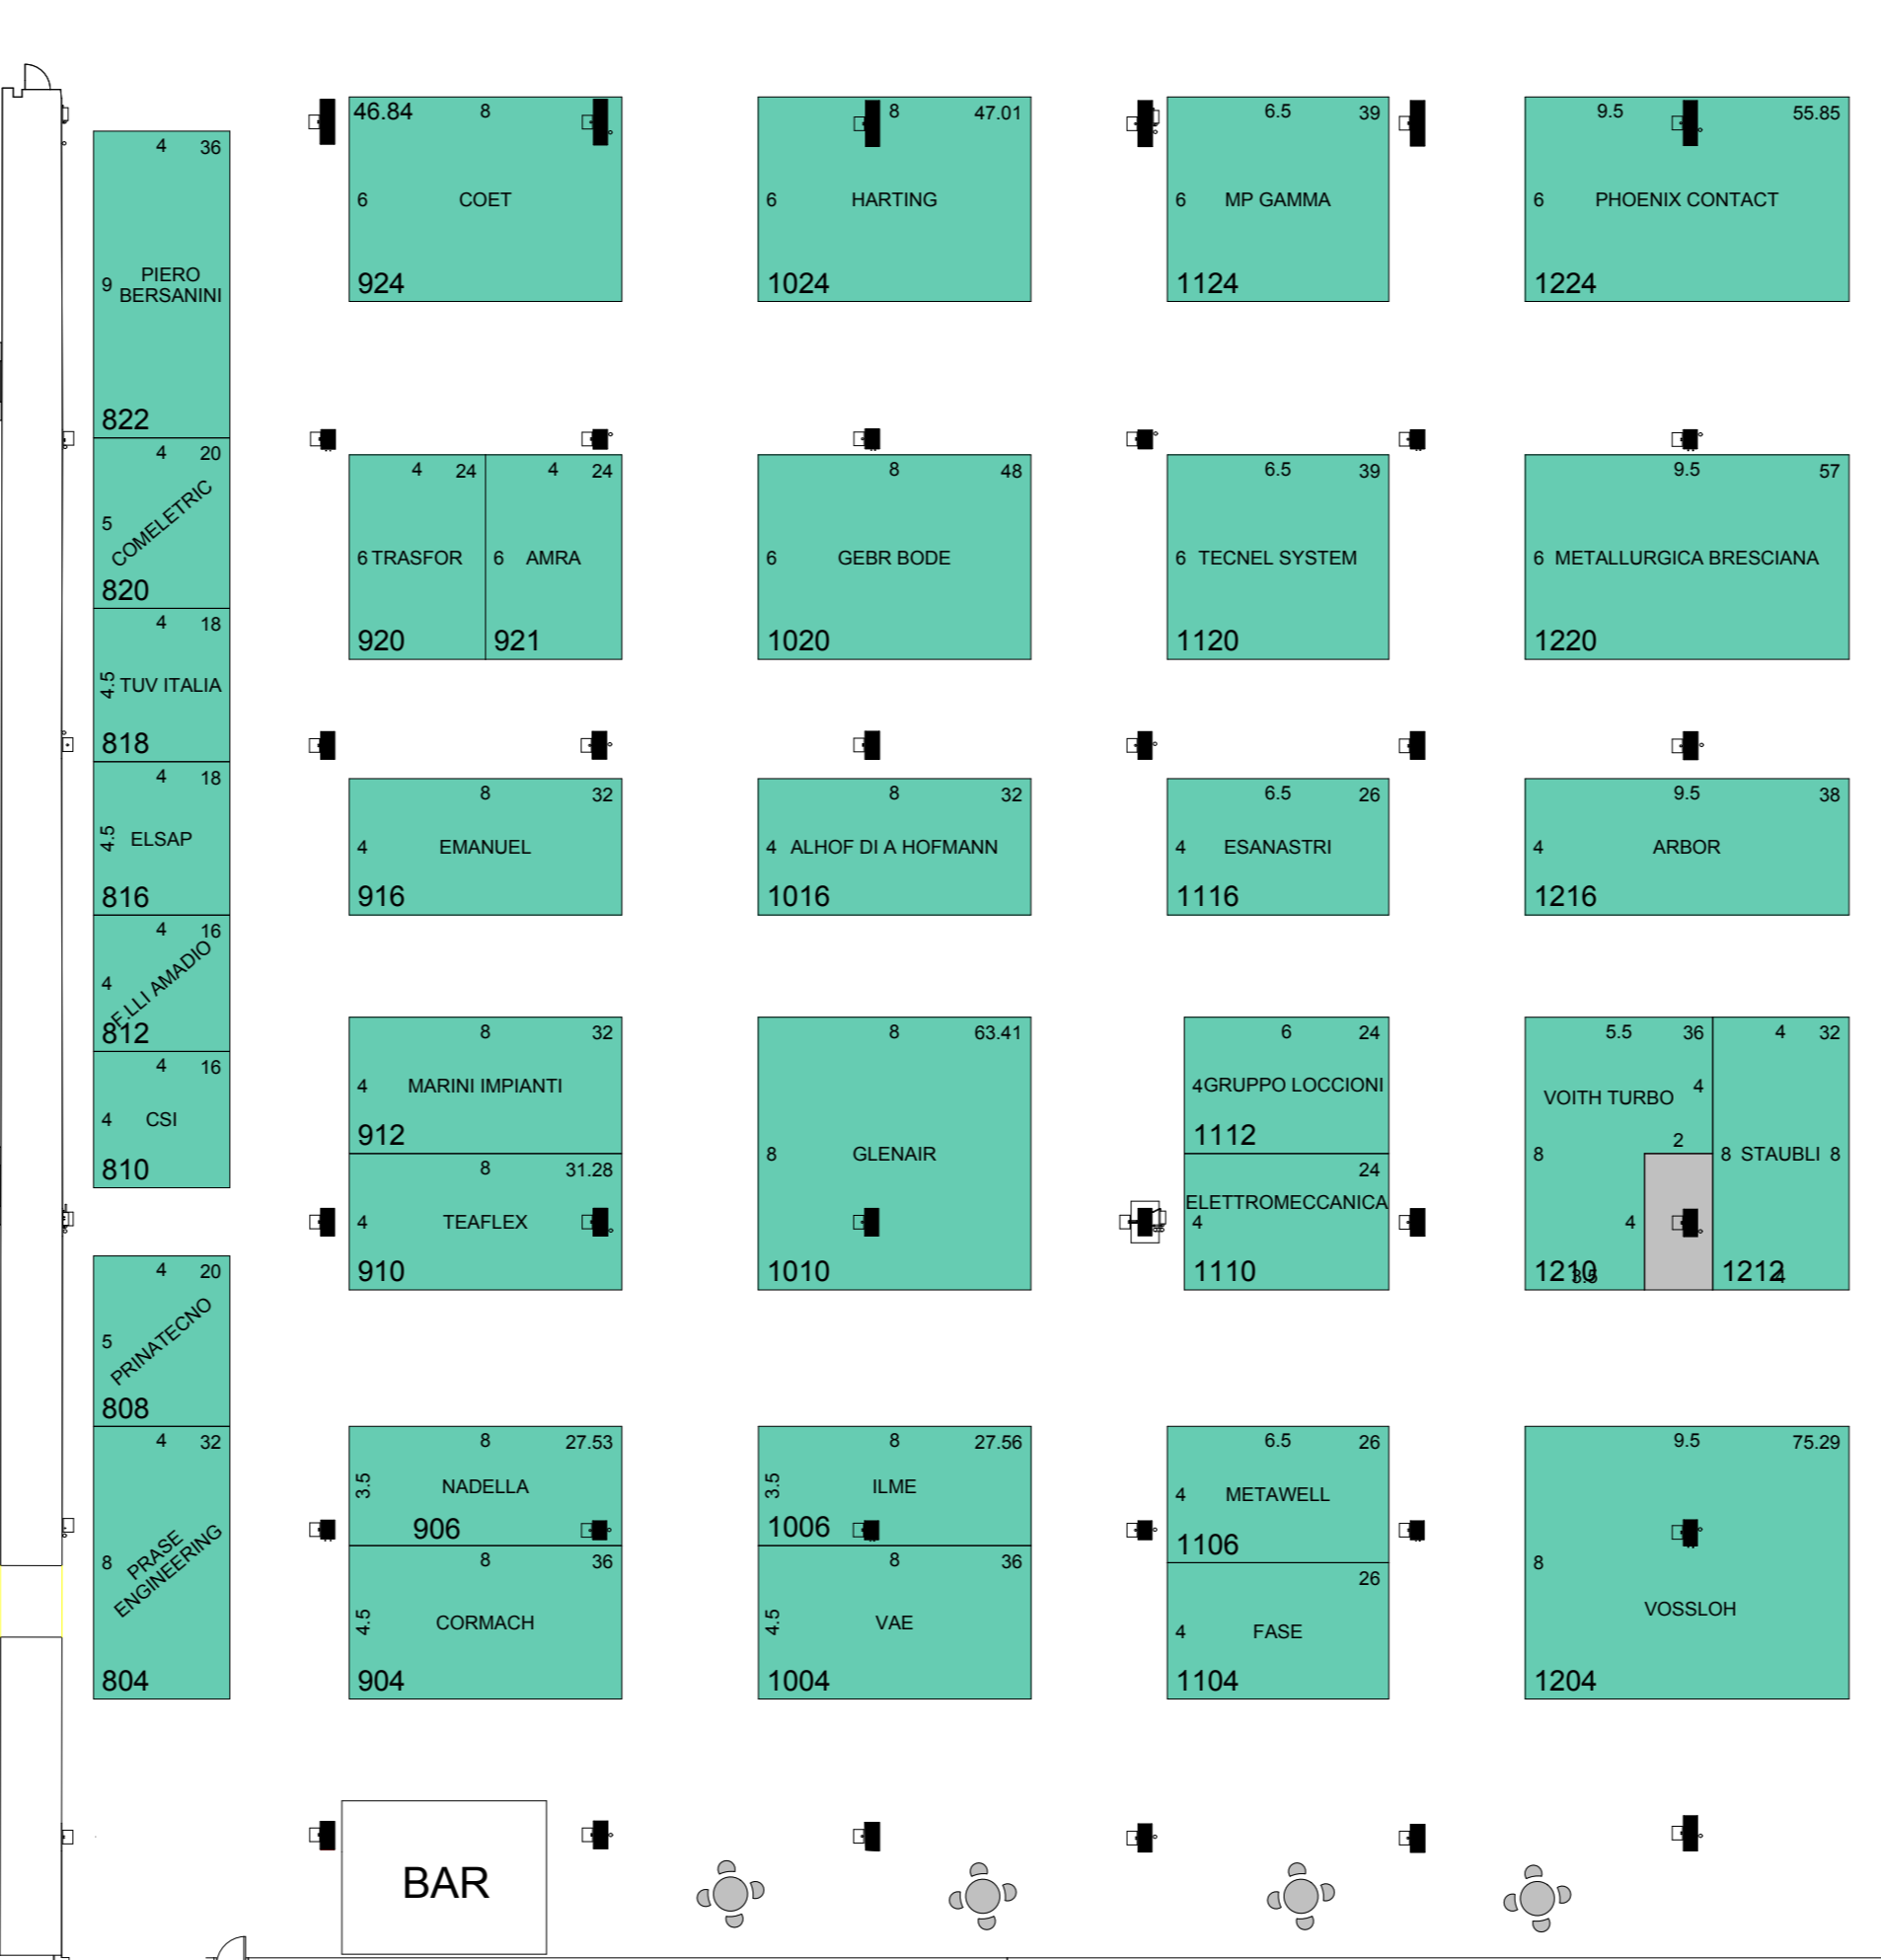 4 36
9 PIERO
BERSANINI
822
4 20
5 COMELETRIC
820
4 18
4.5 TUV ITALIA
818
4 18
4.5 ELSAP
816
4 16
4 F.LLI AMADIO
812
4 16
4 CSI
810
4 20
5 PRINATECNO
808
4 32
8 PRASE
ENGINEERING
804
46.84 8
6 COET
924
4 24
6 TRASFOR
920
4 24
6 AMRA
921
8 32
4 EMANUEL
916
8 32
4 MARINI IMPIANTI
912
8 31.28
4 TEAFLEX
910
8 27.53
3.5 NADELLA
906
8 36
4.5 CORMACH
904
8 47.01
6 HARTING
1024
8 48
6 GEBR BODE
1020
8 32
4 ALHOF DI A HOFMANN
1016
8 63.41
8 GLENAIR
1010
8 27.56
3.5 ILME
1006
8 36
4.5 VAE
1004
6.5 39
6 MP GAMMA
1124
6.5 39
6 TECNEL SYSTEM
1120
6.5 26
4 ESANASTRI
1116
6 24
4 GRUPPO LOCCIONI
1112
24
ELETTROMECCANICA
4
1110
6.5 26
4 METAWELL
1106
26
4 FASE
1104
9.5 55.85
6 PHOENIX CONTACT
1224
9.5 57
6 METALLURGICA BRESCIANA
1220
9.5 38
4 ARBOR
1216
5.5 36
VOITH TURBO 4
2
8
4
1210 3.5
4 32
8 STAUBLI 8
1212 4
9.5 75.29
8
VOSSLOH
1204
BAR